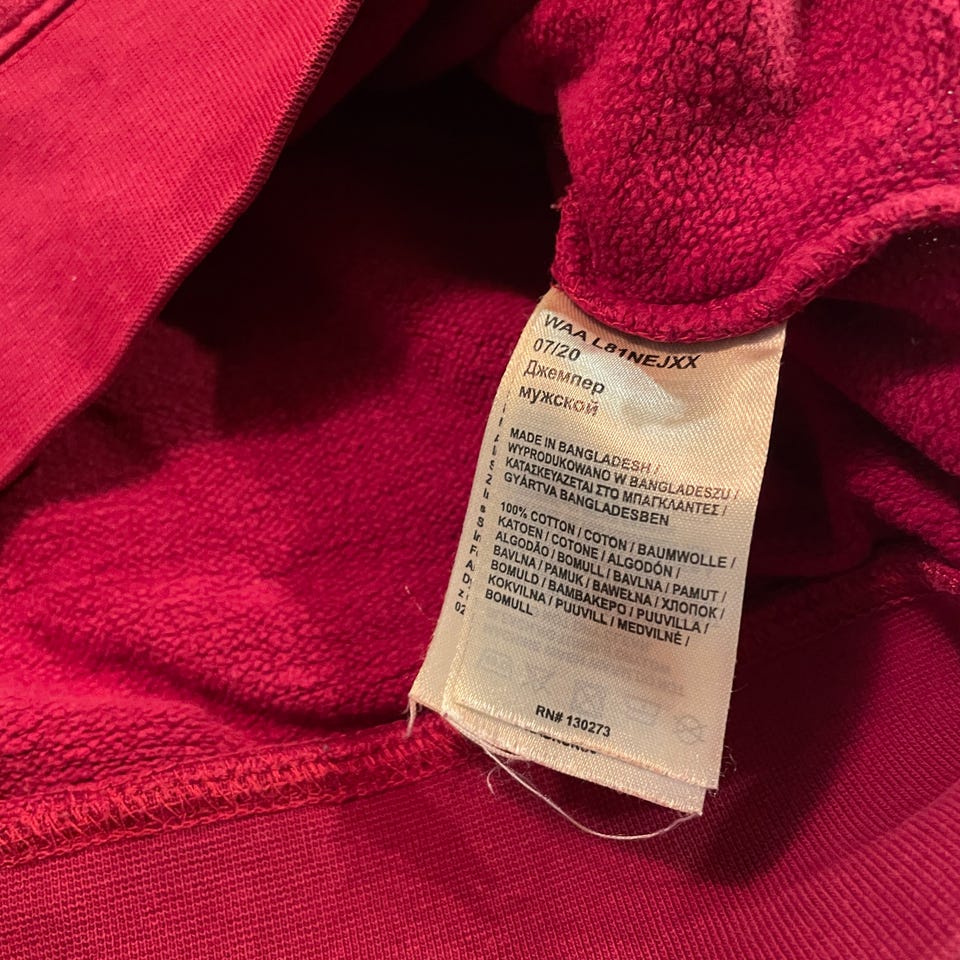 WAA L81NEJXX
07/20
Джемпер
мужской
MADE IN BANGLADESH /
WYPRODUKOWANO W BANGLADESZU /
ΚΑΤΑΣΚΕΥΑΖΕΤΑΙ ΣΤΟ ΜΠΑΓΚΛΑΝΤΕΣ /
GYÁRTVA BANGLADESBEN
100% COTTON / COTON / BAUMWOLLE /
KATOEN / COTONE / ALGODÓN /
ALGODÃO / BOMULL / BAVLNA / PAMUT /
BAVLNA / PAMUK / BAWEŁNA / ХЛОПОК /
BOMULD / ΒΑΜΒΑΚΕΡΟ / PUUVILLA /
KOKVILNA / PUUVILL / MEDVILNĖ /
BOMULL
RN# 130273